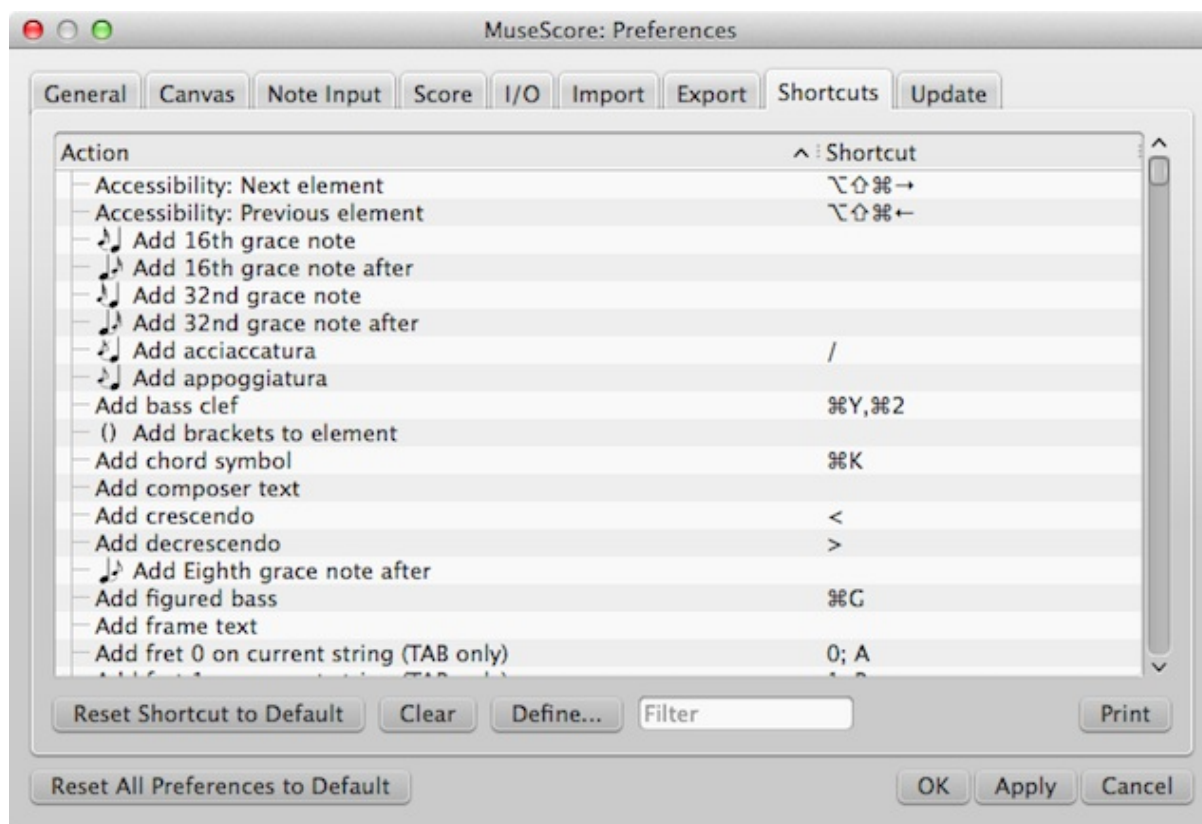 MuseScore: Preferences
General Canvas Note Input Score I/O Import Export Shortcuts Update
Action Shortcut
Accessibility: Next element ⌥⇧⌘→
Accessibility: Previous element ⌥⇧⌘←
Add 16th grace note
Add 16th grace note after
Add 32nd grace note
Add 32nd grace note after
Add acciaccatura /
Add appoggiatura
Add bass clef ⌘Y,⌘2
() Add brackets to element
Add chord symbol ⌘K
Add composer text
Add crescendo <
Add decrescendo >
Add Eighth grace note after
Add figured bass ⌘G
Add frame text
Add fret 0 on current string (TAB only) 0; A
Reset Shortcut to Default Clear Define... Filter Print
Reset All Preferences to Default OK Apply Cancel